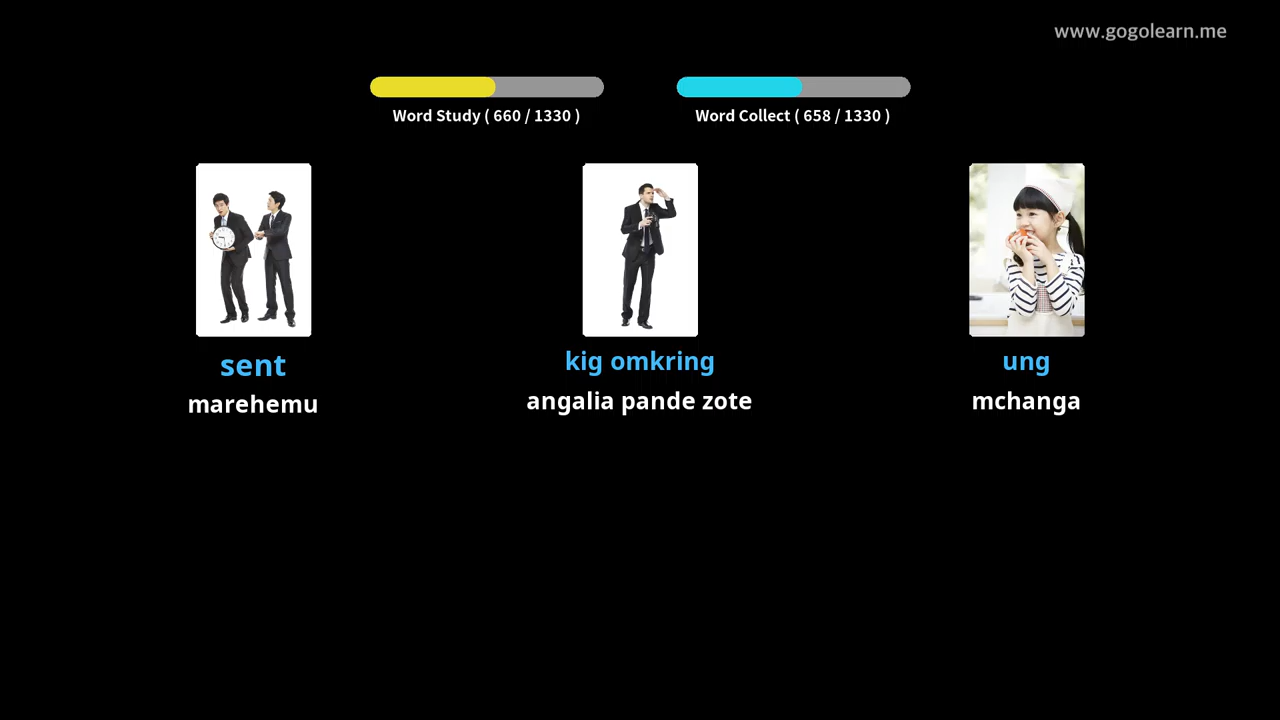 www.gogolearn.me
Word Study ( 660 / 1330 )
Word Collect ( 658 / 1330 )
sent
marehemu
kig omkring
angalia pande zote
ung
mchanga